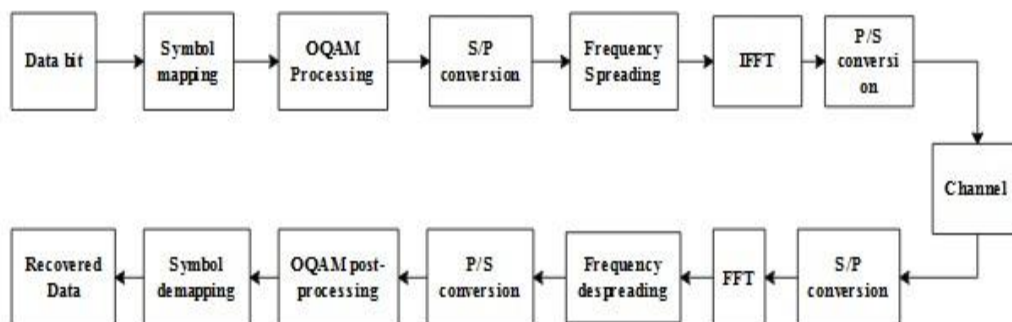 Data bit
Symbol
mapping
OQAM
Processing
S/P
conversion
Frequency
Spreading
IFFT
P/S
conversi
on
Channel
Recovered
Data
Symbol
demapping
OQAM post-
processing
P/S
conversion
Frequency
despreading
FFT
S/P
conversion